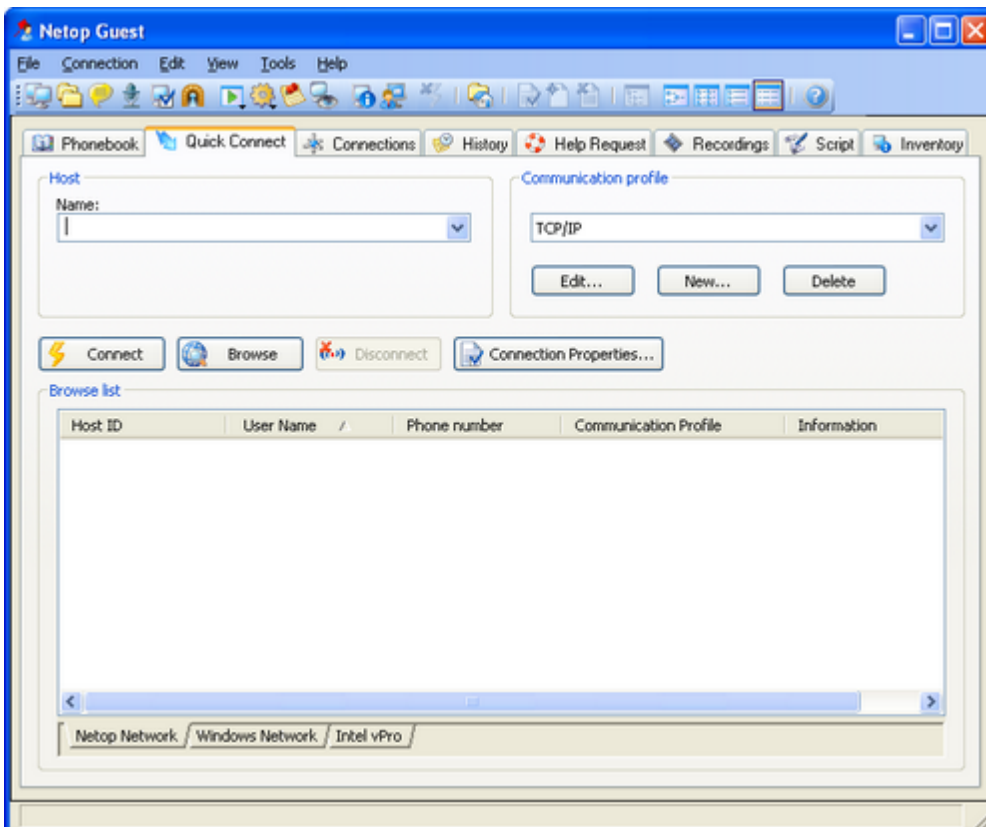 Netop Guest
File Connection Edit View Tools Help
Phonebook Quick Connect Connections History Help Request Recordings Script Inventory
Host
Name:
Communication profile
TCP/IP
Edit... New... Delete
Connect Browse Disconnect Connection Properties...
Browse list
Host ID User Name Phone number Communication Profile Information
Netop Network Windows Network Intel vPro